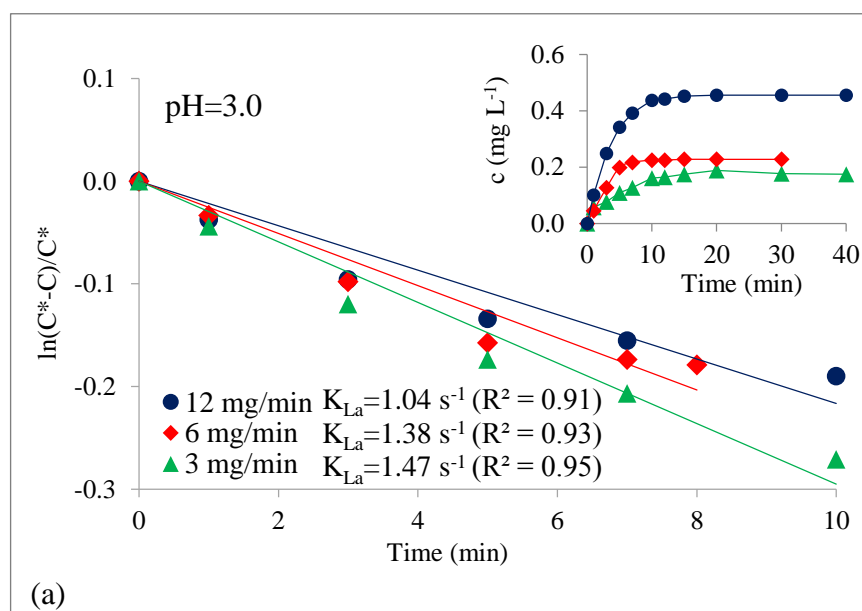 pH=3.0
ln(C*-C)/C*
0.1
0.0
-0.1
-0.2
-0.3
0
2
4
6
8
10
Time (min)
12 mg/min K_La=1.04 s⁻¹ (R² = 0.91)
6 mg/min K_La=1.38 s⁻¹ (R² = 0.93)
3 mg/min K_La=1.47 s⁻¹ (R² = 0.95)
c (mg L⁻¹)
0.6
0.4
0.2
0.0
0
10
20
30
40
Time (min)
(a)